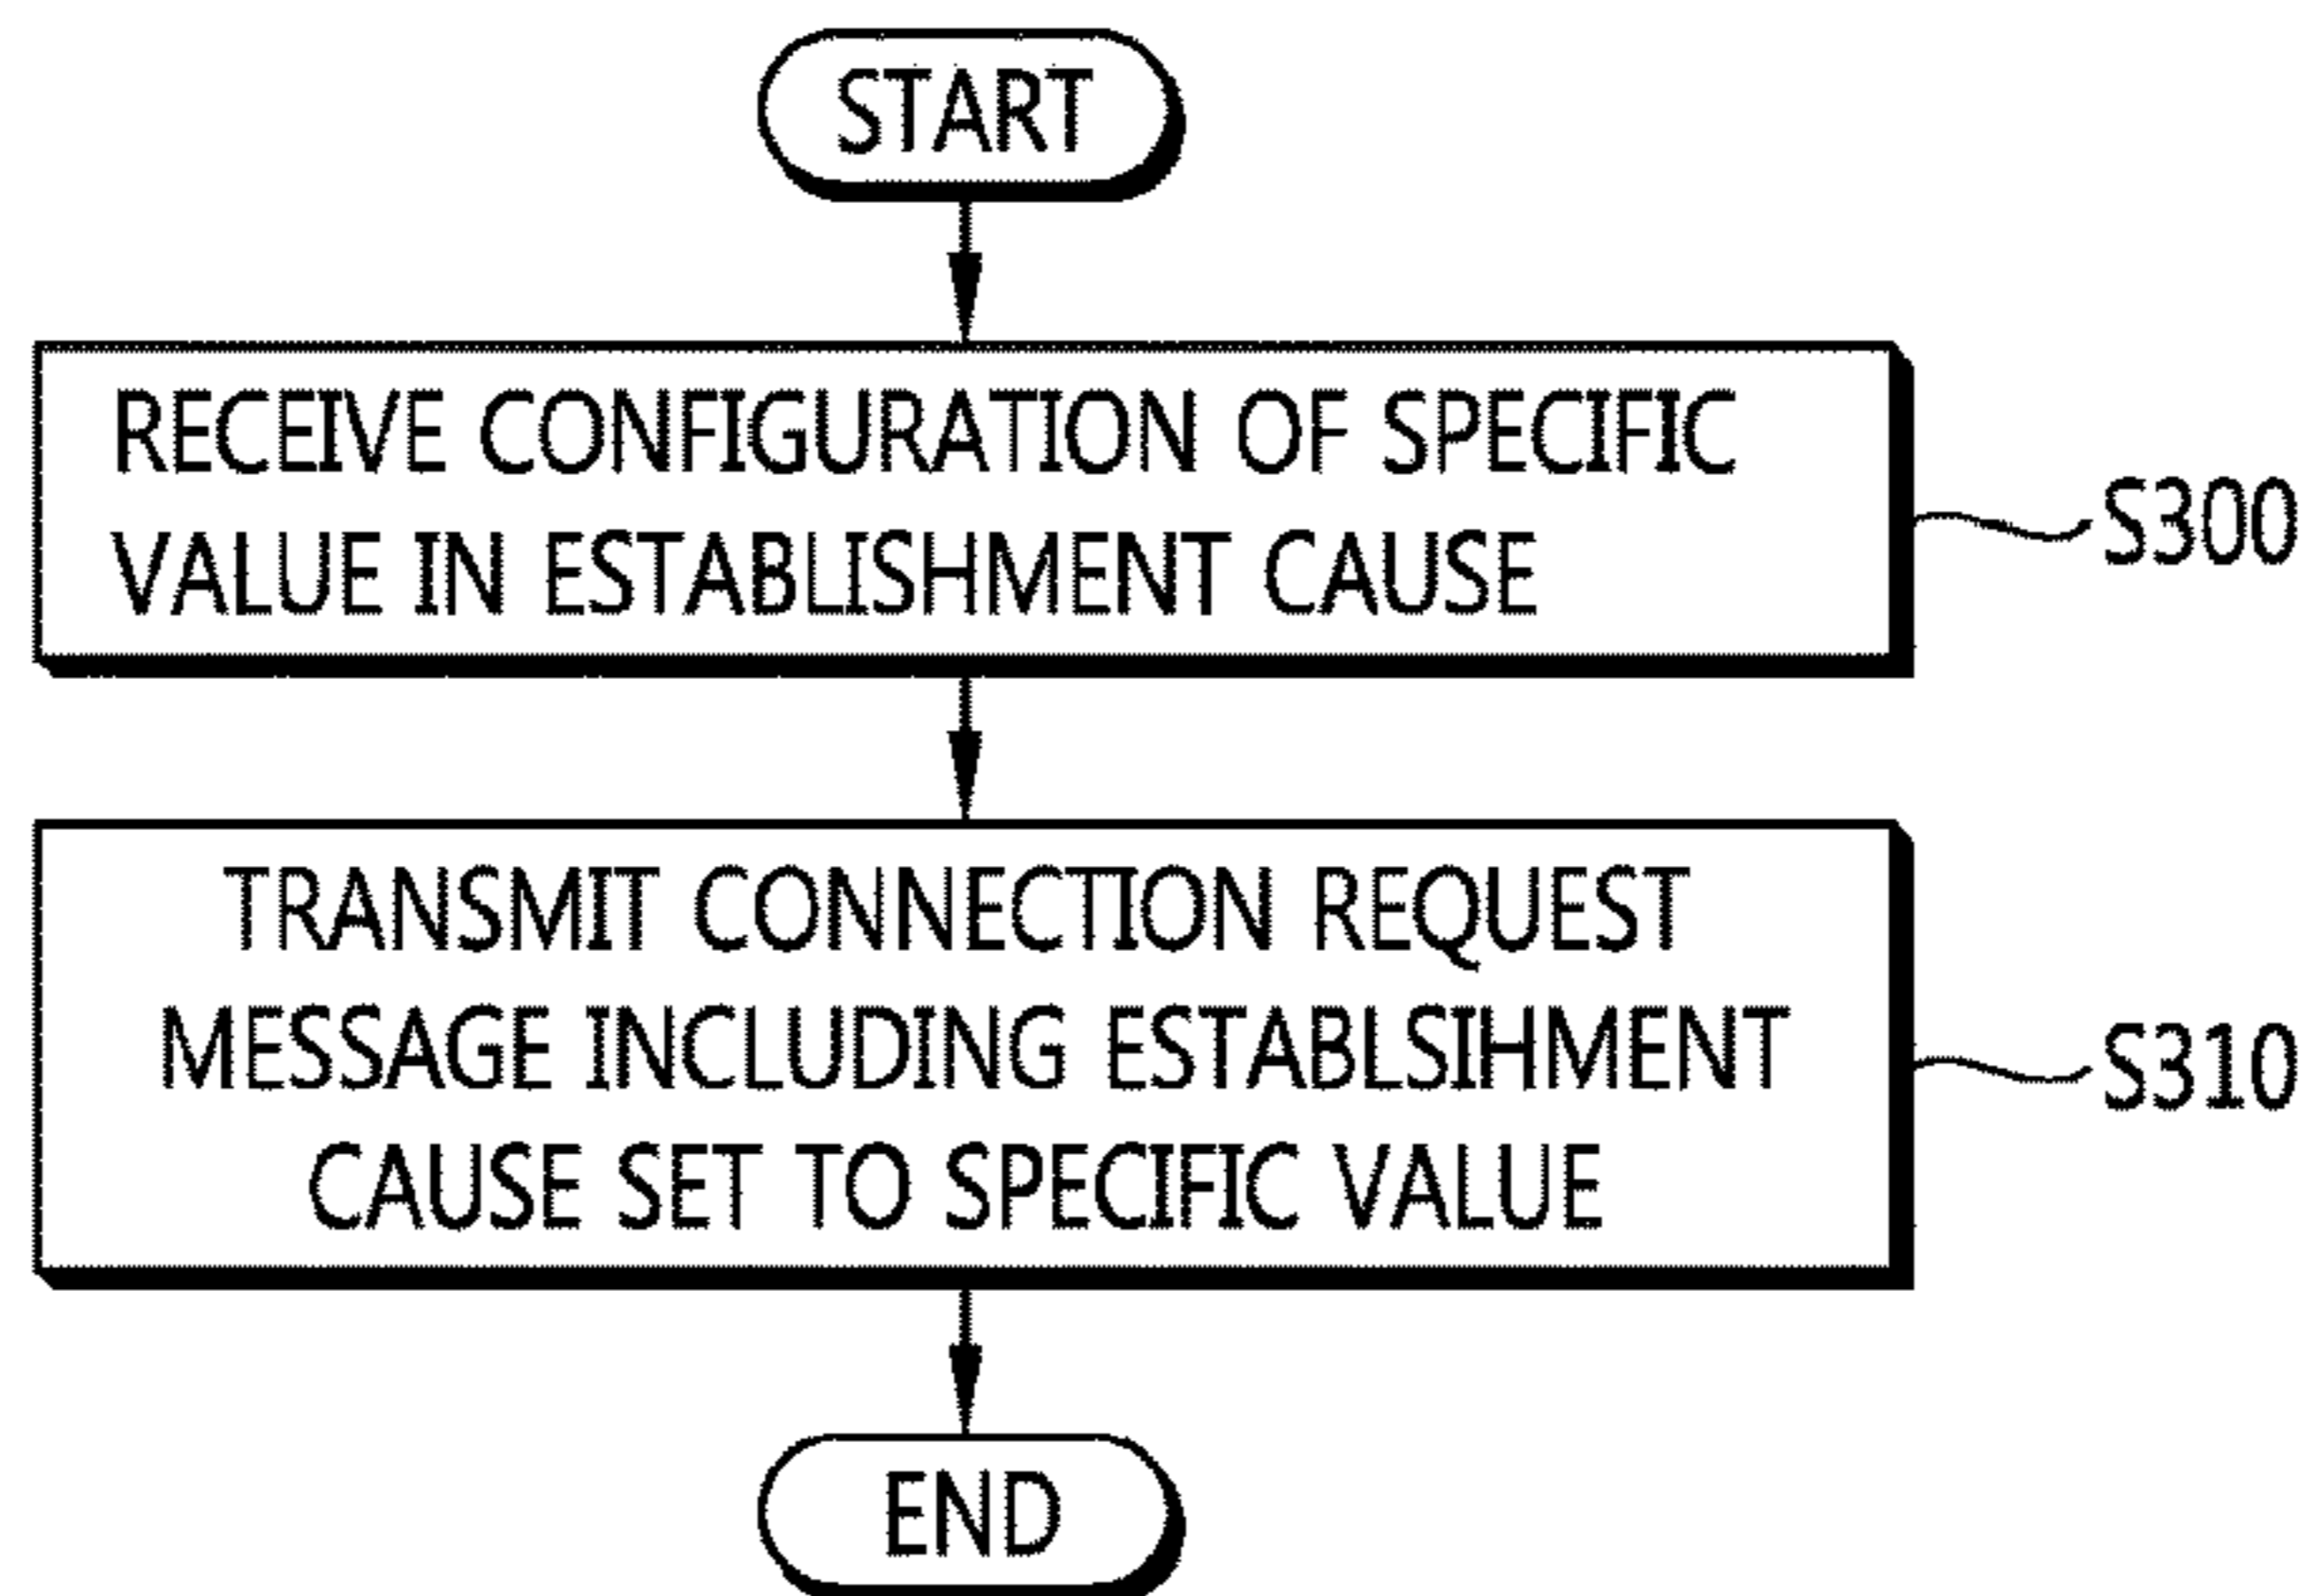 START
RECEIVE CONFIGURATION OF SPECIFIC
VALUE IN ESTABLISHMENT CAUSE
S300
TRANSMIT CONNECTION REQUEST
MESSAGE INCLUDING ESTABLSIHMENT
CAUSE SET TO SPECIFIC VALUE
S310
END